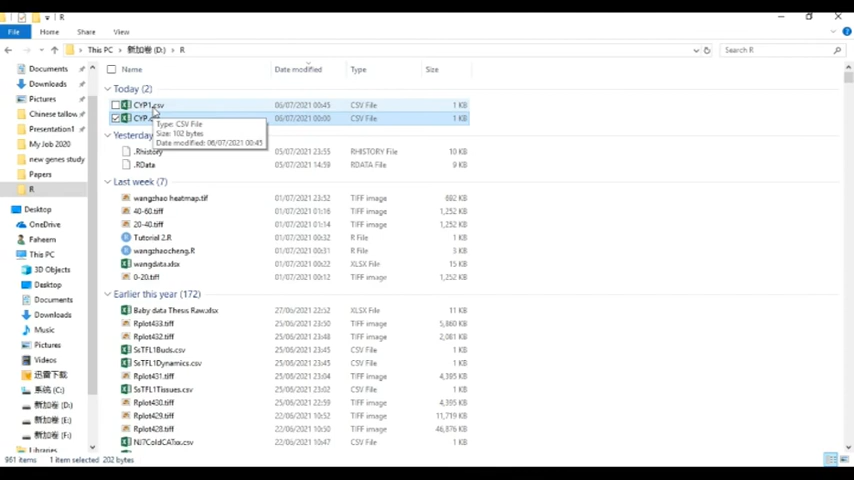 R
File Home Share View
This PC 新加卷 (D:) R Search R
Name Date modified Type Size
Documents
Downloads
Pictures
Chinese tallow
Presentation1
My Job 2020
new genes study
Papers
R
Desktop
OneDrive
Faheem
This PC
3D Objects
Desktop
Documents
Downloads
Music
Pictures
Videos
迅雷下载
系统 (C:)
新加卷 (D:)
新加卷 (E:)
新加卷 (F:)
Libraries
Today (2)
CYP1.csv 06/07/2021 00:45 CSV File 1 KB
CYP.c 06/07/2021 00:00 CSV File 1 KB
Type: CSV File
Size: 102 bytes
Date modified: 06/07/2021 00:45
Yesterday
.Rhistory 05/07/2021 23:55 RHISTORY File 10 KB
.RData 05/07/2021 14:59 RDATA File 9 KB
Last week (7)
wangzhao heatmap.tif 01/07/2021 23:52 TIFF image 692 KB
40-60.tiff 01/07/2021 01:16 TIFF image 1,252 KB
20-40.tiff 01/07/2021 01:14 TIFF image 1,252 KB
Tutorial 2.R 01/07/2021 00:32 R File 1 KB
wangzhaocheng.R 01/07/2021 00:31 R File 3 KB
wangdata.xlsx 01/07/2021 00:22 XLSX File 15 KB
0-20.tiff 01/07/2021 00:12 TIFF image 1,252 KB
Earlier this year (172)
Baby data Thesis Raw.xlsx 27/06/2021 22:52 XLSX File 11 KB
Rplot433.tiff 25/06/2021 23:50 TIFF image 5,860 KB
Rplot432.tiff 25/06/2021 23:48 TIFF image 2,081 KB
SsTFL1Buds.csv 25/06/2021 23:45 CSV File 1 KB
SsTFL1Dynamics.csv 25/06/2021 23:45 CSV File 1 KB
Rplot431.tiff 25/06/2021 23:04 TIFF image 4,395 KB
SsTFL1Tissues.csv 25/06/2021 23:02 CSV File 1 KB
Rplot430.tiff 25/06/2021 22:59 TIFF image 4,395 KB
Rplot429.tiff 22/06/2021 10:52 TIFF image 11,719 KB
Rplot428.tiff 22/06/2021 10:50 TIFF image 46,876 KB
NJ7ColdCATxx.csv 22/06/2021 10:47 CSV File 1 KB
961 items 1 item selected 202 bytes